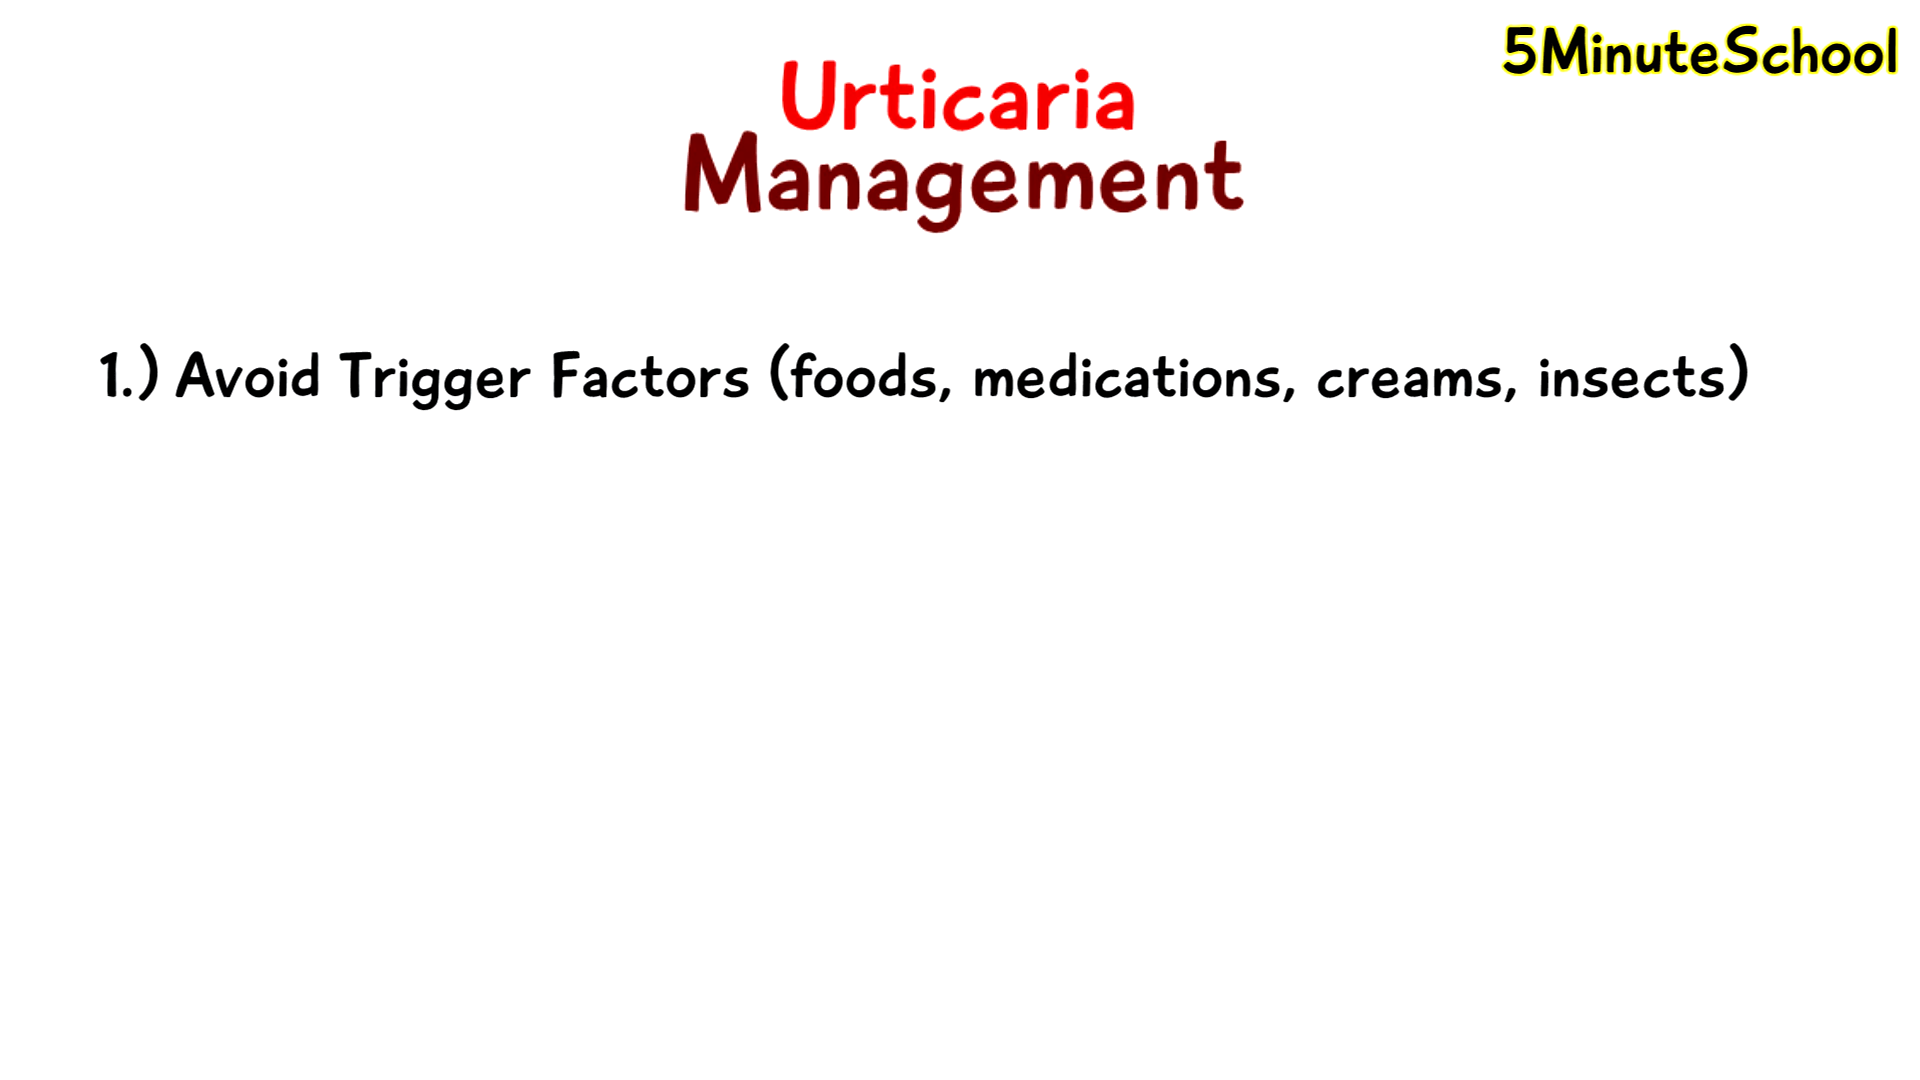 5MinuteSchool
Urticaria
Management
1.) Avoid Trigger Factors (foods, medications, creams, insects)